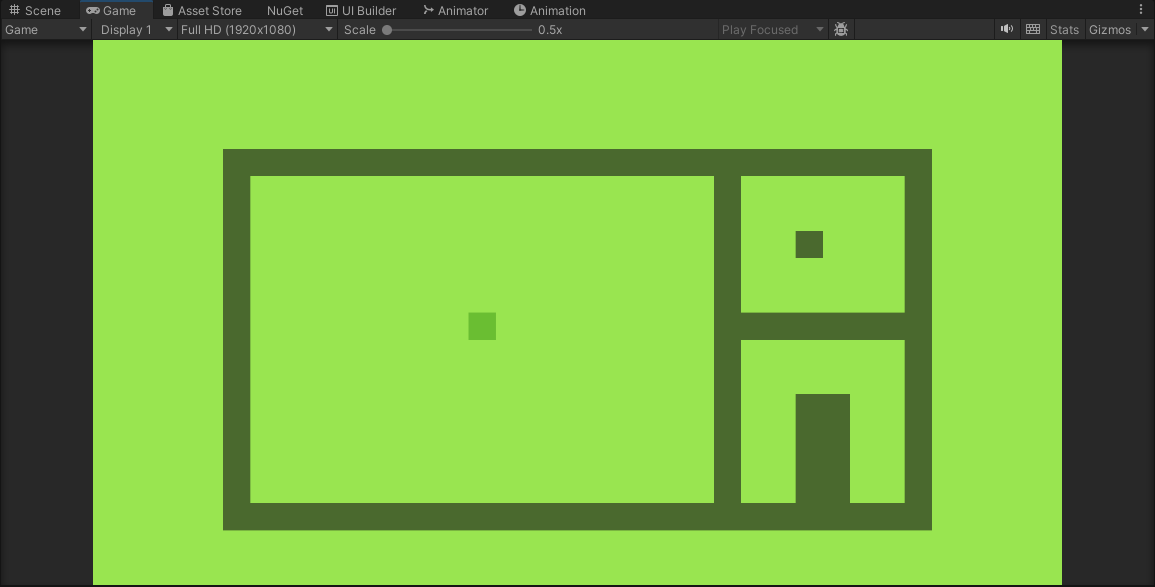 Scene Game Asset Store NuGet UI Builder Animator Animation
Game Display 1 Full HD (1920x1080) Scale 0.5x Play Focused Stats Gizmos